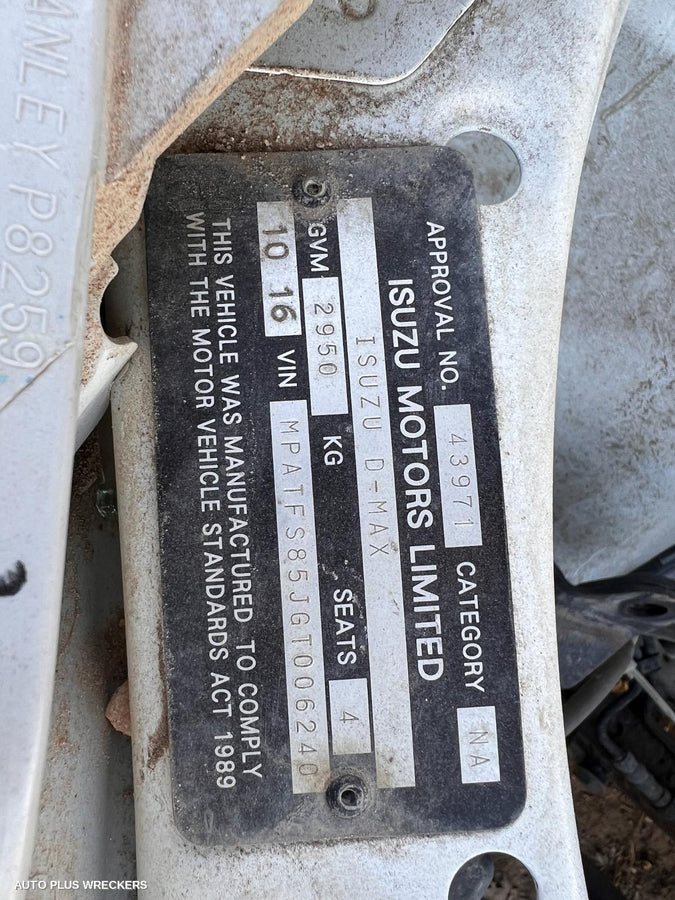 APPROVAL NO. 43971 CATEGORY NA
ISUZU MOTORS LIMITED
ISUZU D-MAX
GVM 2950 KG SEATS 4
10 16 VIN MPATFS85JGT006240
THIS VEHICLE WAS MANUFACTURED TO COMPLY
WITH THE MOTOR VEHICLE STANDARDS ACT 1989
ANLEY P8259
AUTO PLUS WRECKERS